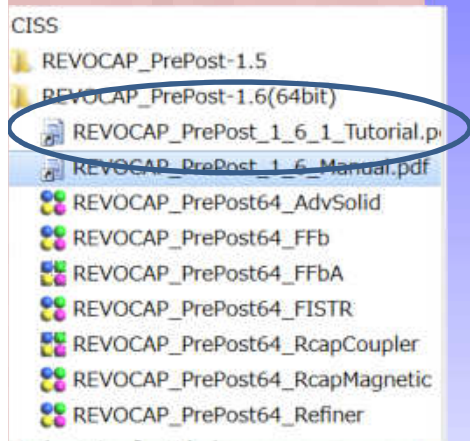 CISS
REVOCAP_PrePost-1.5
REVOCAP_PrePost-1.6(64bit)
REVOCAP_PrePost_1_6_1_Tutorial.p
REVOCAP_PrePost_1_6_Manual.pdf
REVOCAP_PrePost64_AdvSolid
REVOCAP_PrePost64_FFb
REVOCAP_PrePost64_FFbA
REVOCAP_PrePost64_FISTR
REVOCAP_PrePost64_RcapCoupler
REVOCAP_PrePost64_RcapMagnetic
REVOCAP_PrePost64_Refiner